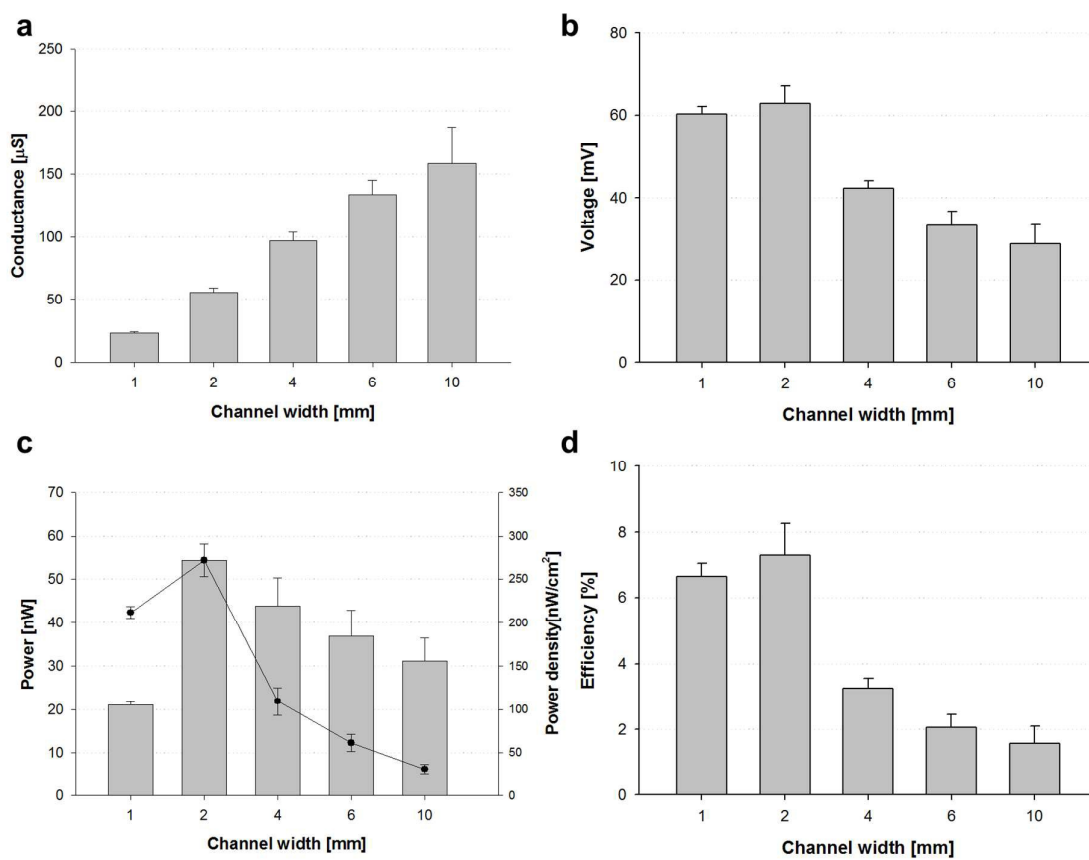 a
250
200
150
100
50
0
Conductance [µS]
1 2 4 6 10
Channel width [mm]
b
80
60
40
20
0
Voltage [mV]
1 2 4 6 10
Channel width [mm]
c
70
60
50
40
30
20
10
0
Power [nW]
350
300
250
200
150
100
50
0
Power density[nW/cm²]
1 2 4 6 10
Channel width [mm]
d
10
8
6
4
2
0
Efficiency [%]
1 2 4 6 10
Channel width [mm]